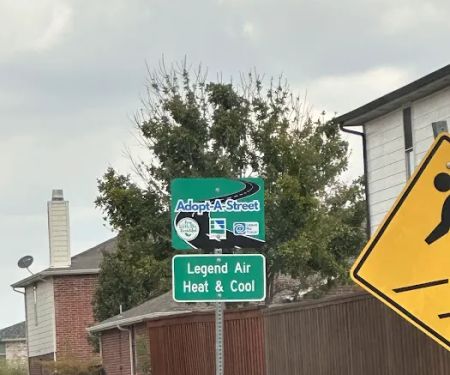 Adopt-A-Street
Legend Air
Heat & Cool